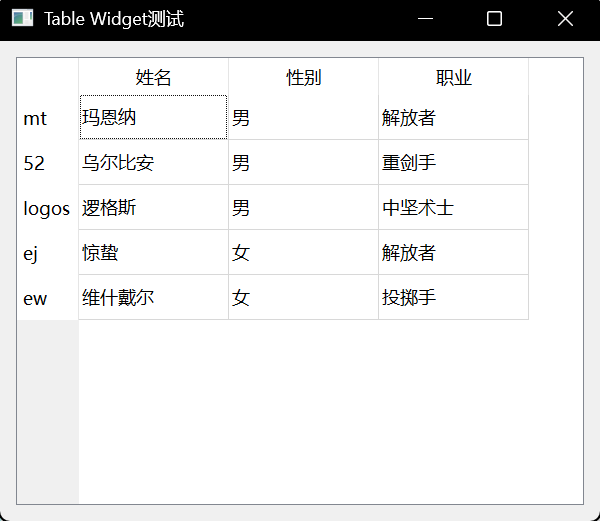 Table Widget测试
姓名 性别 职业
mt 玛恩纳 男 解放者
52 乌尔比安 男 重剑手
logos 逻格斯 男 中坚术士
ej 惊蛰 女 解放者
ew 维什戴尔 女 投掷手